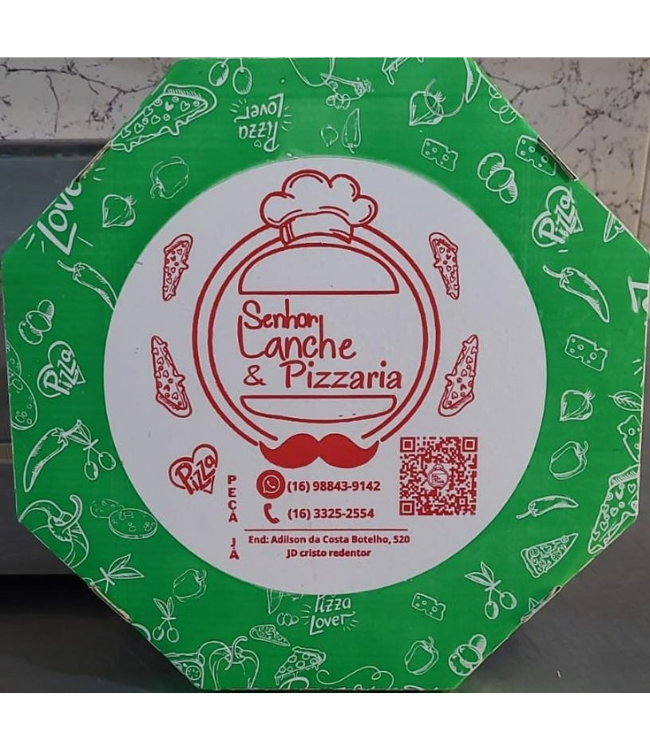 Pizza
Lover
Love
Pizza
Pizza
Senhor
Lanche
& Pizzaria
Pizza
PEÇA JÁ
(16) 98843-9142
(16) 3325-2554
End: Adilson da Costa Botelho, 520
JD cristo redentor
Pizza
Lover